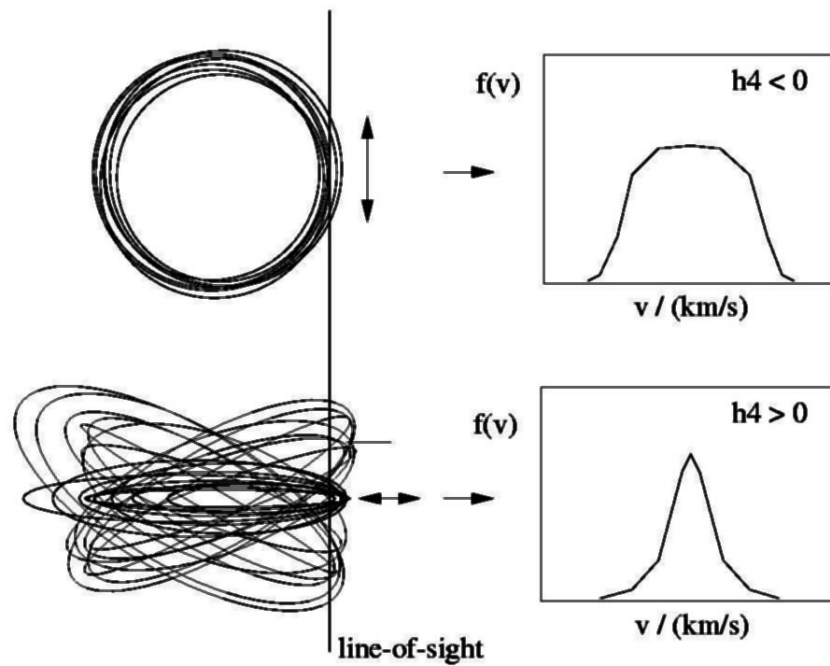 f(v)
h4 < 0
v / (km/s)
f(v)
h4 > 0
v / (km/s)
line-of-sight